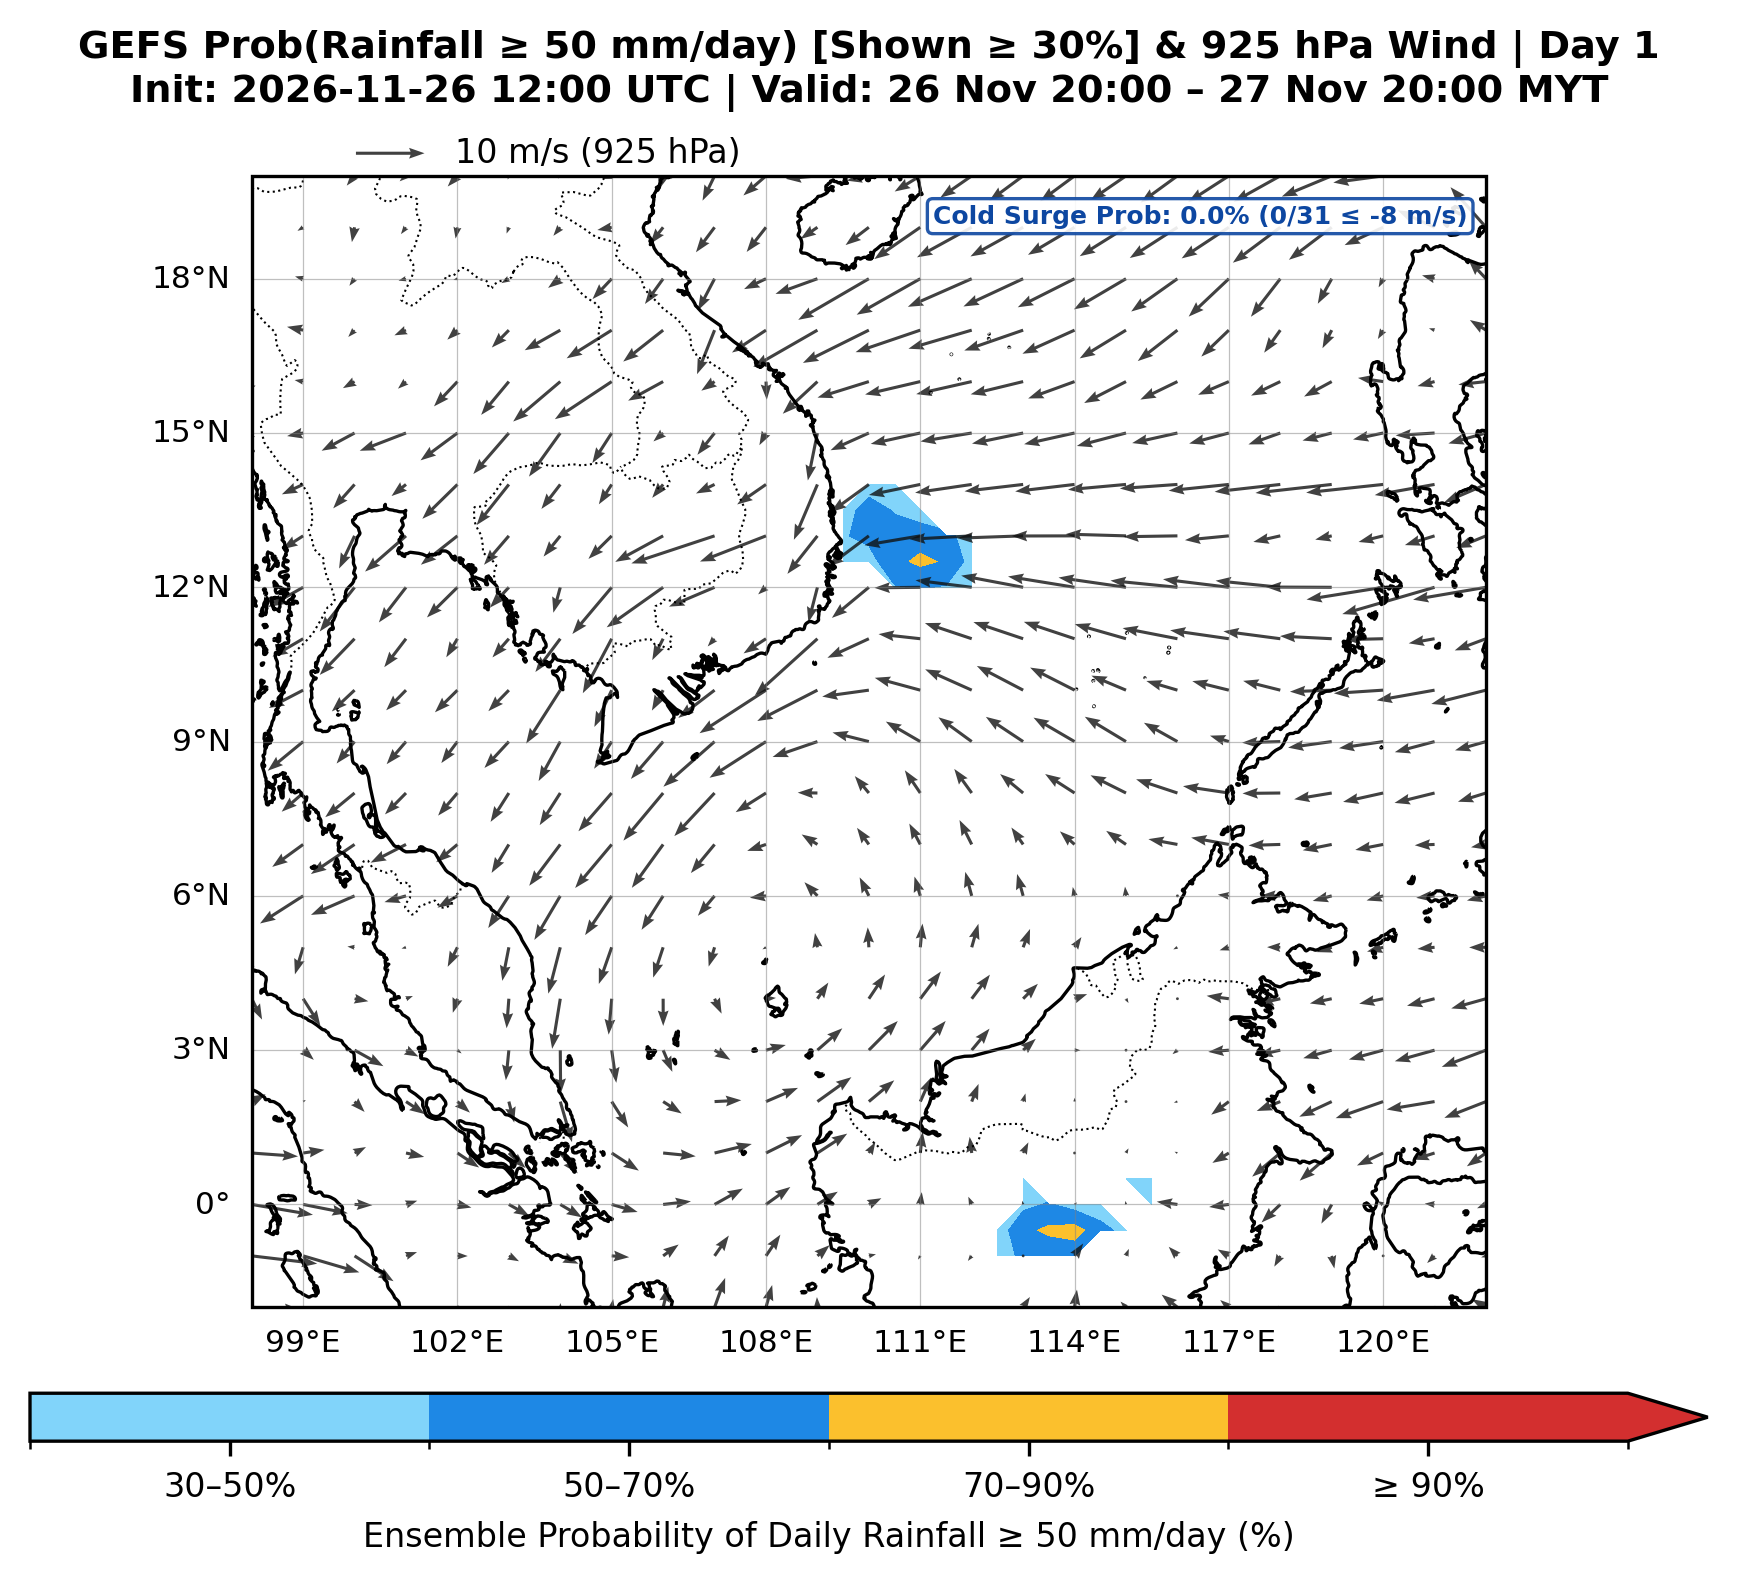 GEFS Prob(Rainfall ≥ 50 mm/day) [Shown ≥ 30%] & 925 hPa Wind | Day 1
Init: 2026-11-26 12:00 UTC | Valid: 26 Nov 20:00 – 27 Nov 20:00 MYT
10 m/s (925 hPa)
Cold Surge Prob: 0.0% (0/31 ≤ -8 m/s)
18°N
15°N
12°N
9°N
6°N
3°N
0°
99°E 102°E 105°E 108°E 111°E 114°E 117°E 120°E
30–50% 50–70% 70–90% ≥ 90%
Ensemble Probability of Daily Rainfall ≥ 50 mm/day (%)